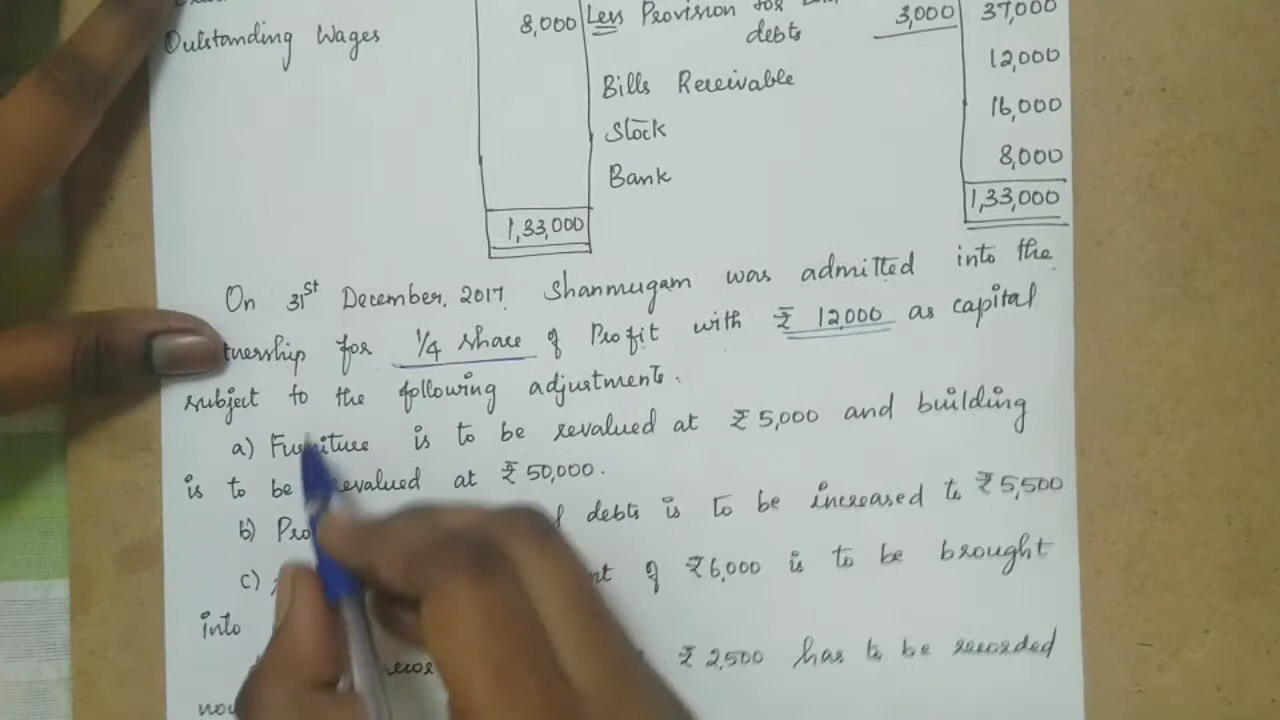 8,000 Less Provision for 3,000 37,000
Outstanding Wages debts
12,000
Bills Receivable
16,000
Stock
8,000
Bank
1,33,000 1,33,000
On 31st December. 2017. Shanmugam was admitted into the
tnership for 1/4 share of Profit with ₹ 12,000 as capital
subject to the following adjustments.
a) Furniture is to be revalued at ₹ 5,000 and building
is to be revalued at ₹ 50,000.
b) Pro debts is to be increased to ₹ 5,500
c) nt of ₹6,000 is to be brought
into
₹ 2,500 has to be recorded
now